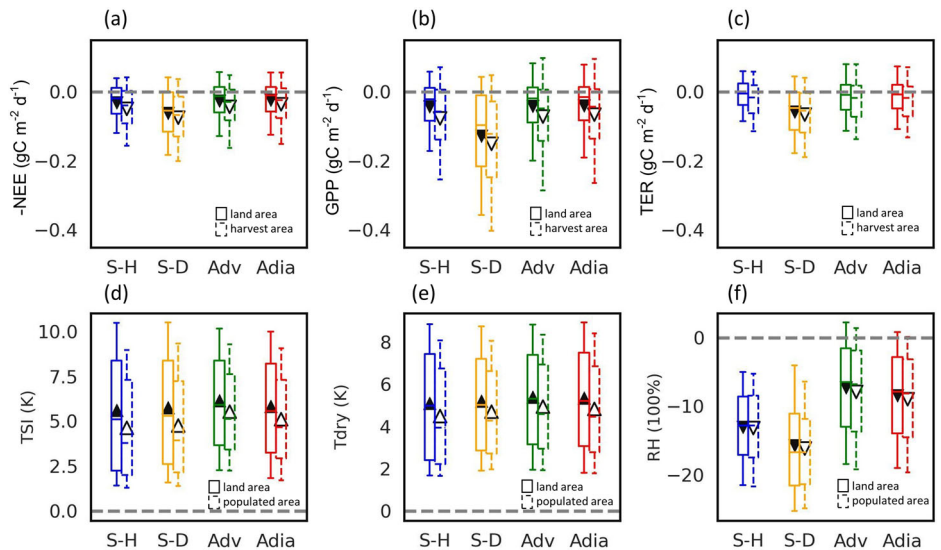 (a)
(b)
(c)
-NEE (gC m⁻² d⁻¹)
0.0
−0.2
−0.4
land area
harvest area
S-H S-D Adv Adia
GPP (gC m⁻² d⁻¹)
0.0
−0.2
−0.4
land area
harvest area
S-H S-D Adv Adia
TER (gC m⁻² d⁻¹)
0.0
−0.2
−0.4
land area
harvest area
S-H S-D Adv Adia
(d)
(e)
(f)
TSI (K)
10.0
7.5
5.0
2.5
0.0
land area
populated area
S-H S-D Adv Adia
Tdry (K)
8
6
4
2
0
land area
populated area
S-H S-D Adv Adia
RH (100%)
0
−10
−20
land area
populated area
S-H S-D Adv Adia